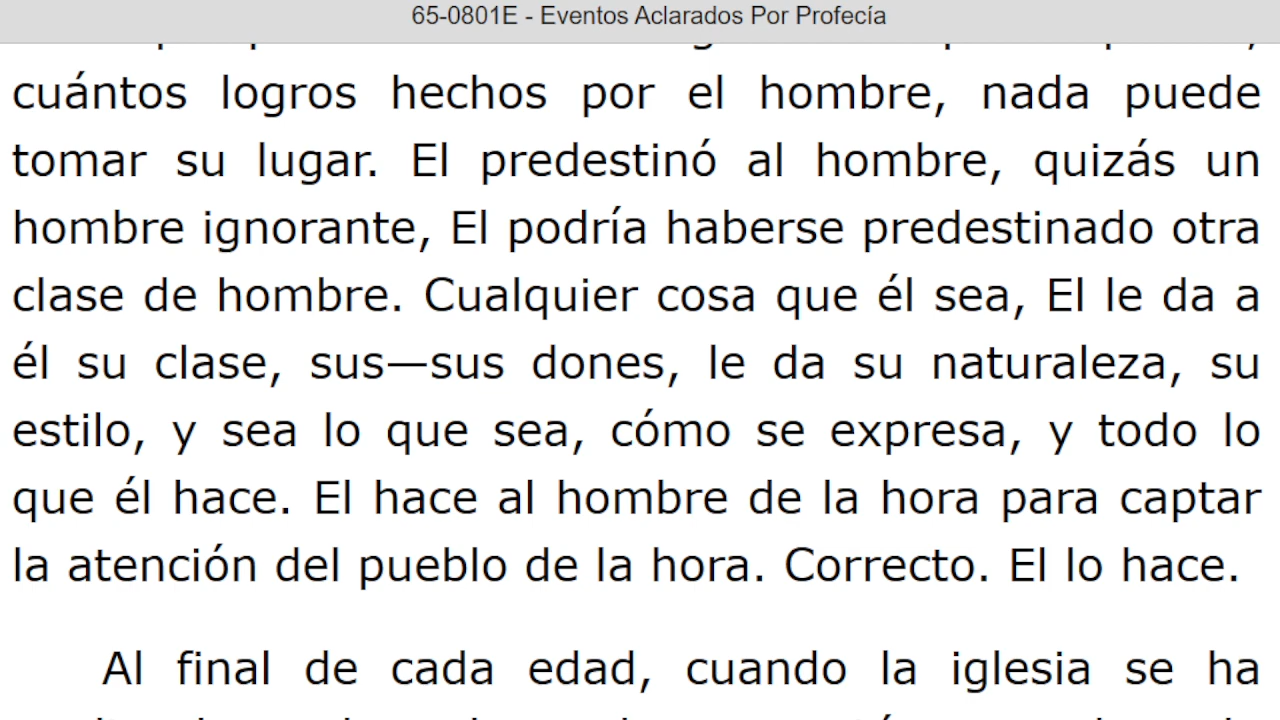 65-0801E - Eventos Aclarados Por Profecía
cuántos logros hechos por el hombre, nada puede
tomar su lugar. El predestinó al hombre, quizás un
hombre ignorante, El podría haberse predestinado otra
clase de hombre. Cualquier cosa que él sea, El le da a
él su clase, sus—sus dones, le da su naturaleza, su
estilo, y sea lo que sea, cómo se expresa, y todo lo
que él hace. El hace al hombre de la hora para captar
la atención del pueblo de la hora. Correcto. El lo hace.
Al final de cada edad, cuando la iglesia se ha